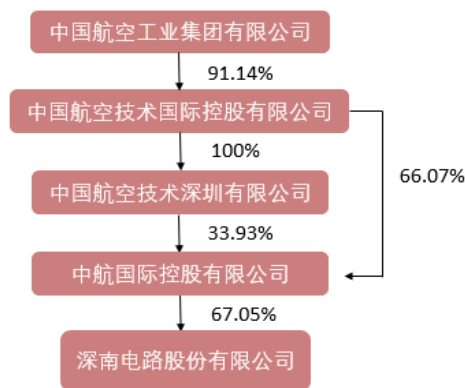 中国航空工业集团有限公司
91.14%
中国航空技术国际控股有限公司
100%
66.07%
中国航空技术深圳有限公司
33.93%
中航国际控股有限公司
67.05%
深南电路股份有限公司